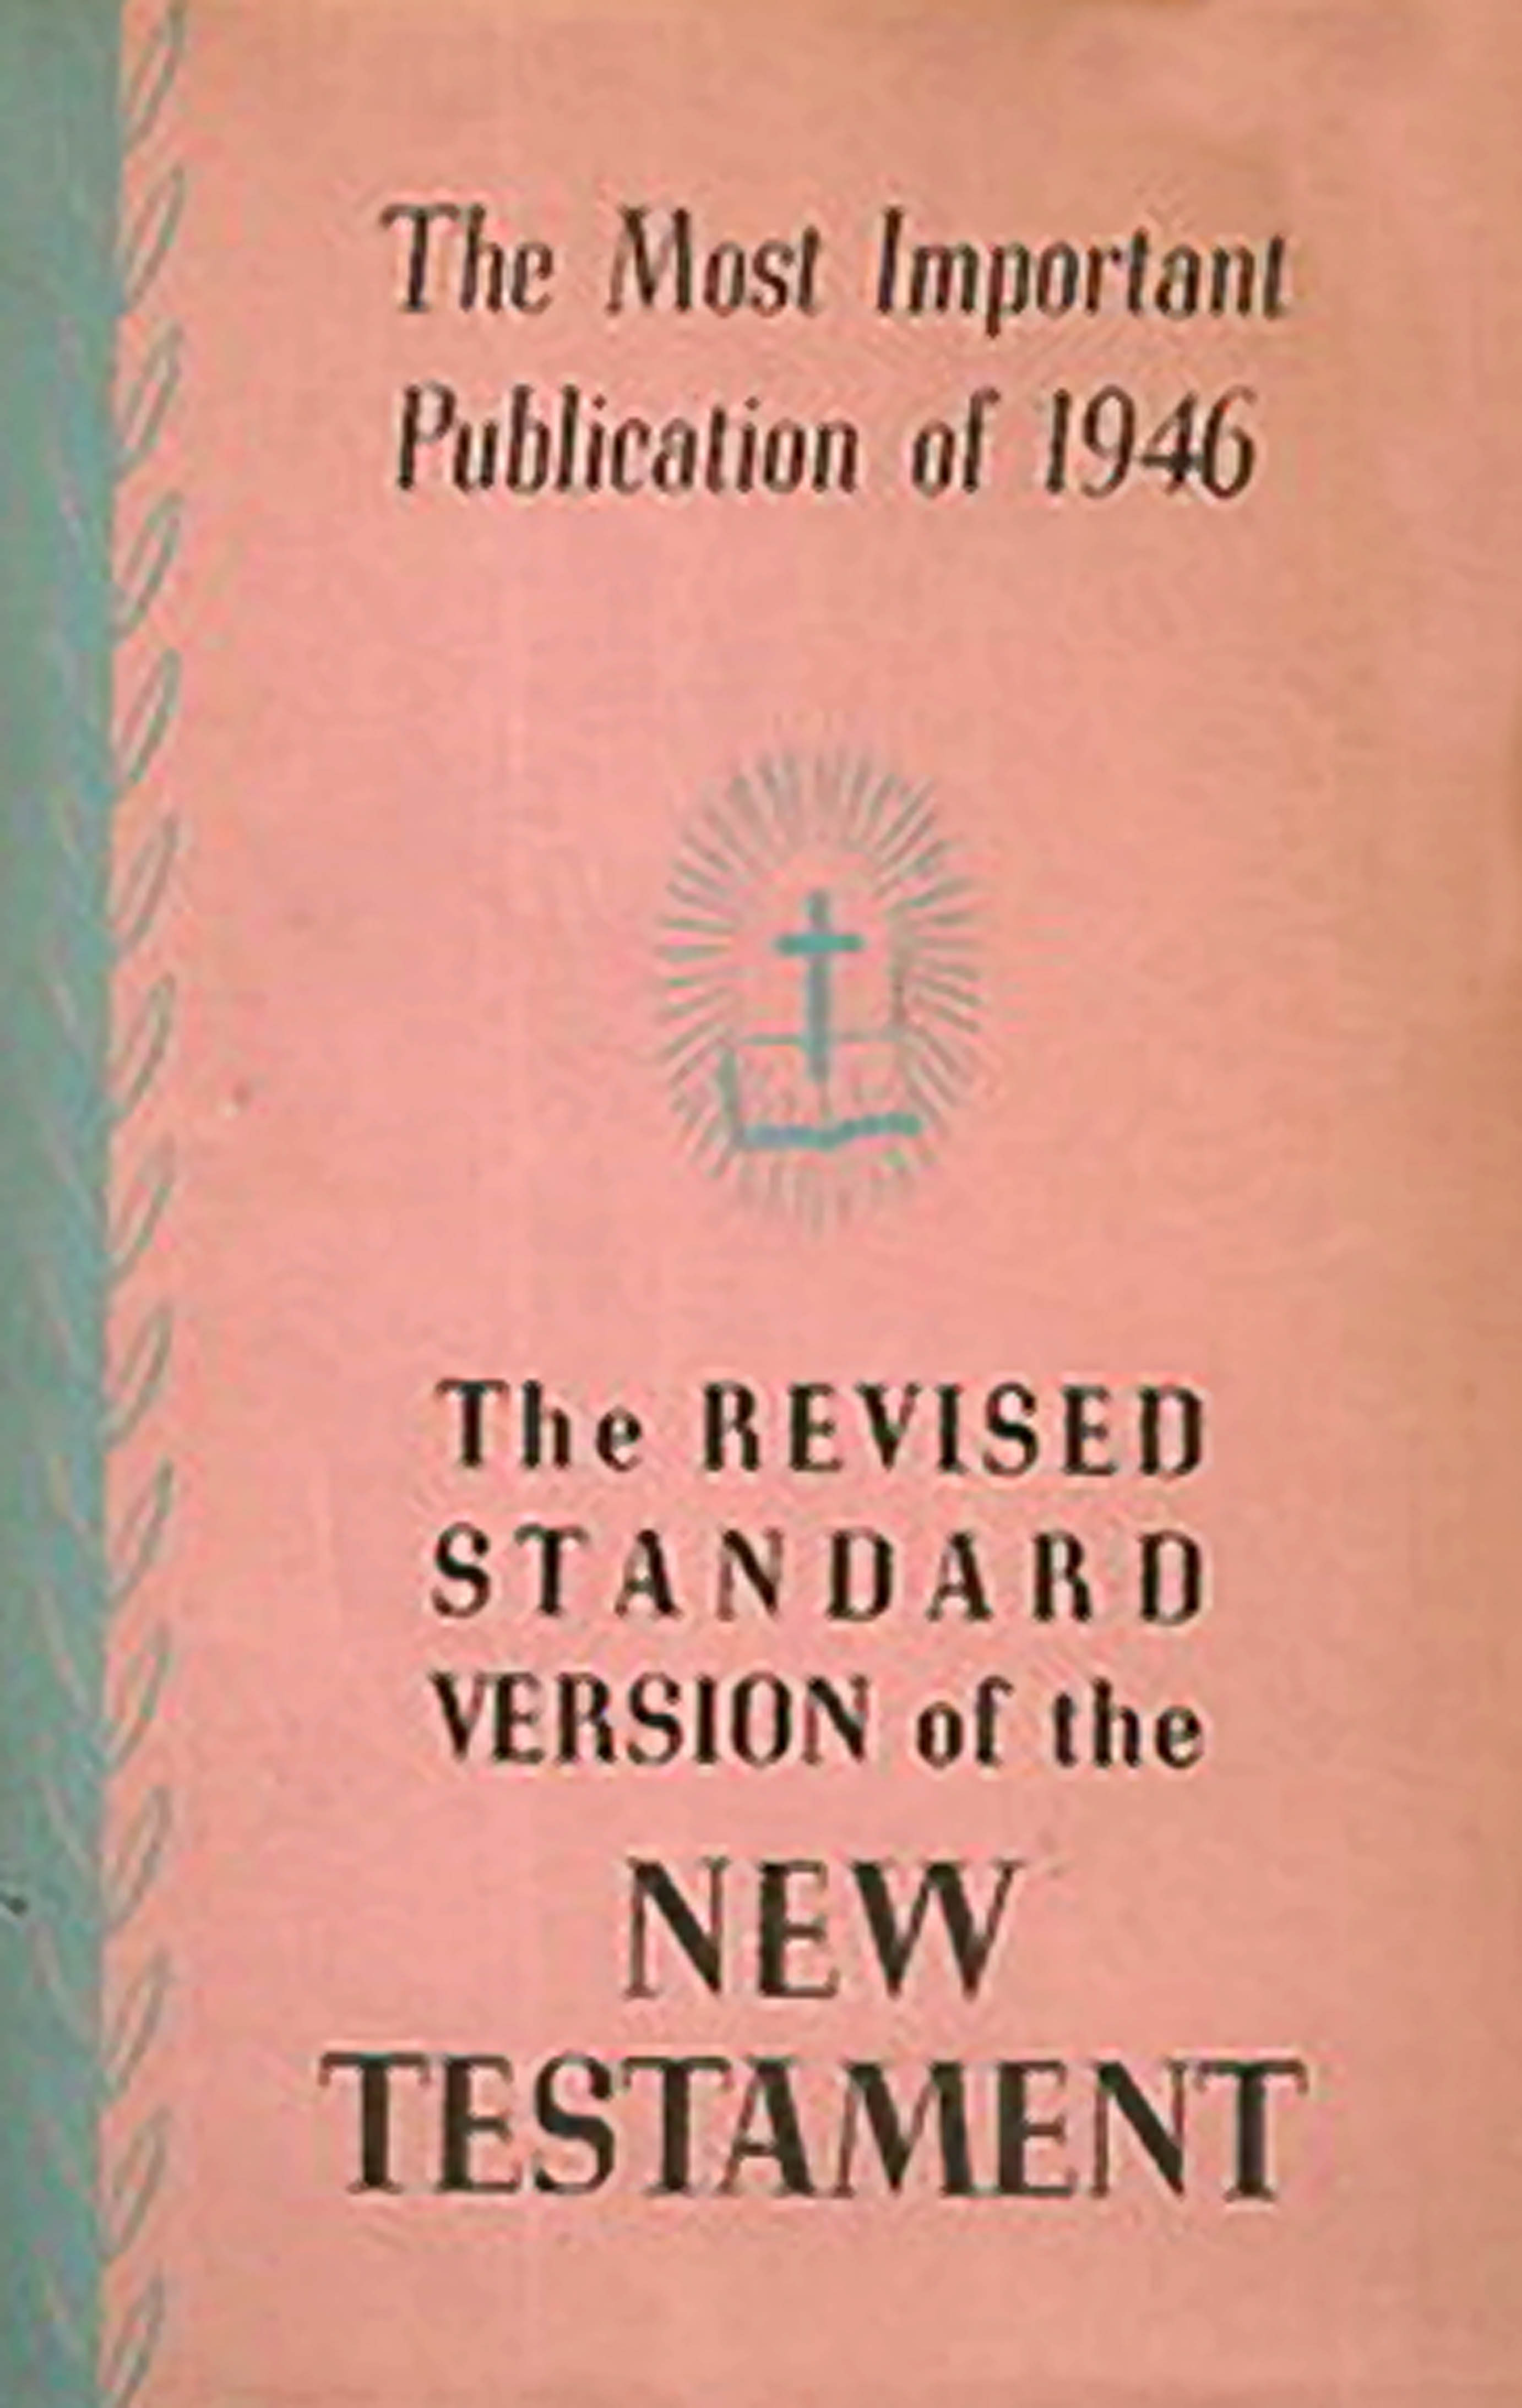 The Most Important
Publication of 1946
The REVISED
STANDARD
VERSION of the
NEW
TESTAMENT